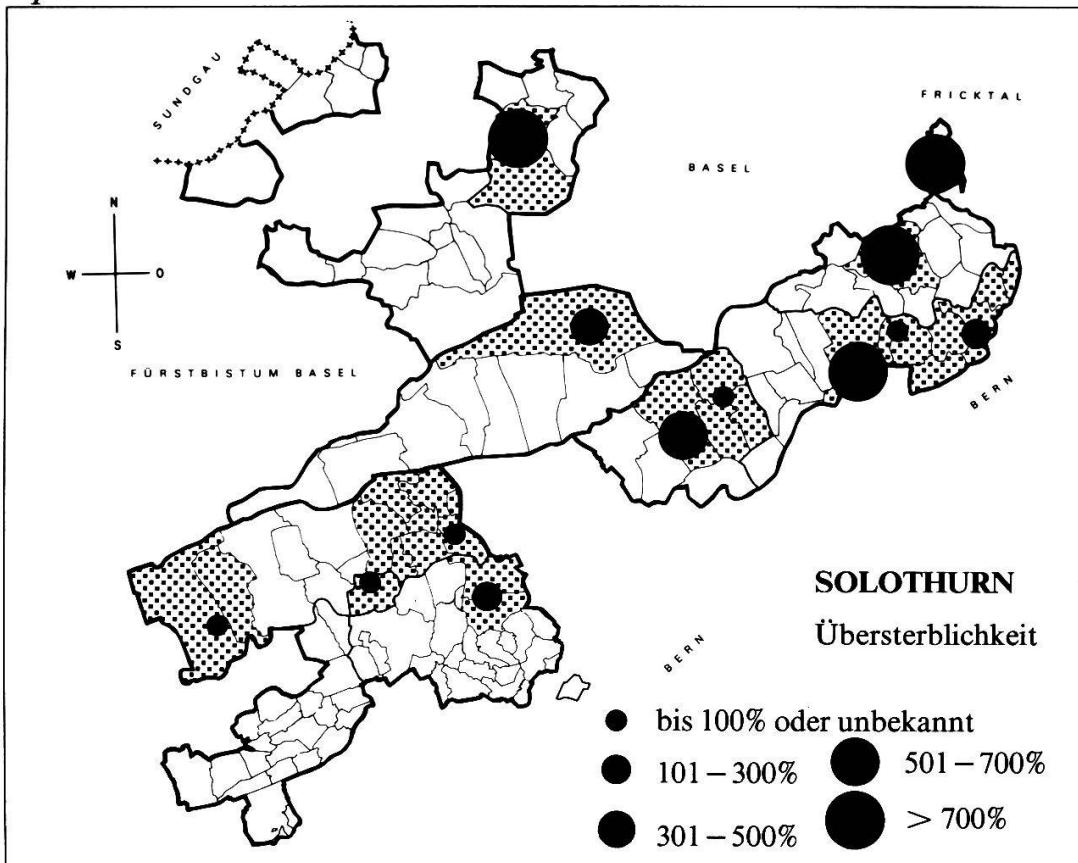 SUNDGAU
FRICKTAL
BASEL
N
W O
S
FÜRSTBISTUM BASEL
BERN
BERN
SOLOTHURN
Übersterblichkeit
bis 100% oder unbekannt
101 – 300%
501 – 700%
301 – 500%
> 700%